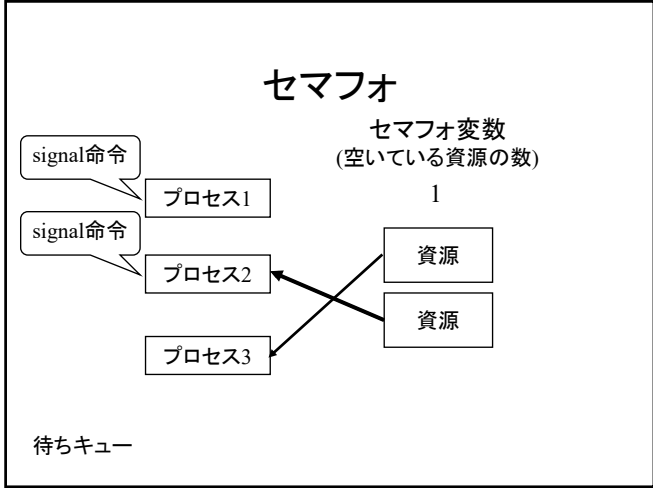 セマフォ
セマフォ変数
(空いている資源の数)
1
signal命令
プロセス1
signal命令
プロセス2
プロセス3
資源
資源
待ちキュー